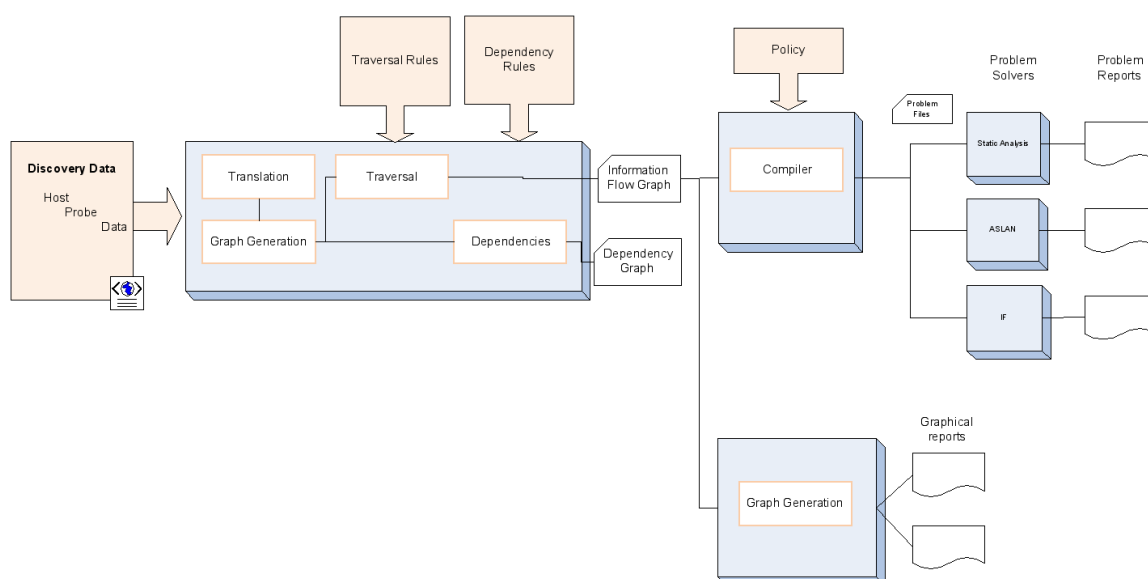 Traversal Rules
Dependency
Rules
Policy
Problem
Solvers
Problem
Reports
Problem
Files
Discovery Data
Host
Probe
Data
Translation
Traversal
Graph Generation
Dependencies
Information
Flow Graph
Dependency
Graph
Compiler
Static Analysis
ASLAN
IF
Graphical
reports
Graph Generation